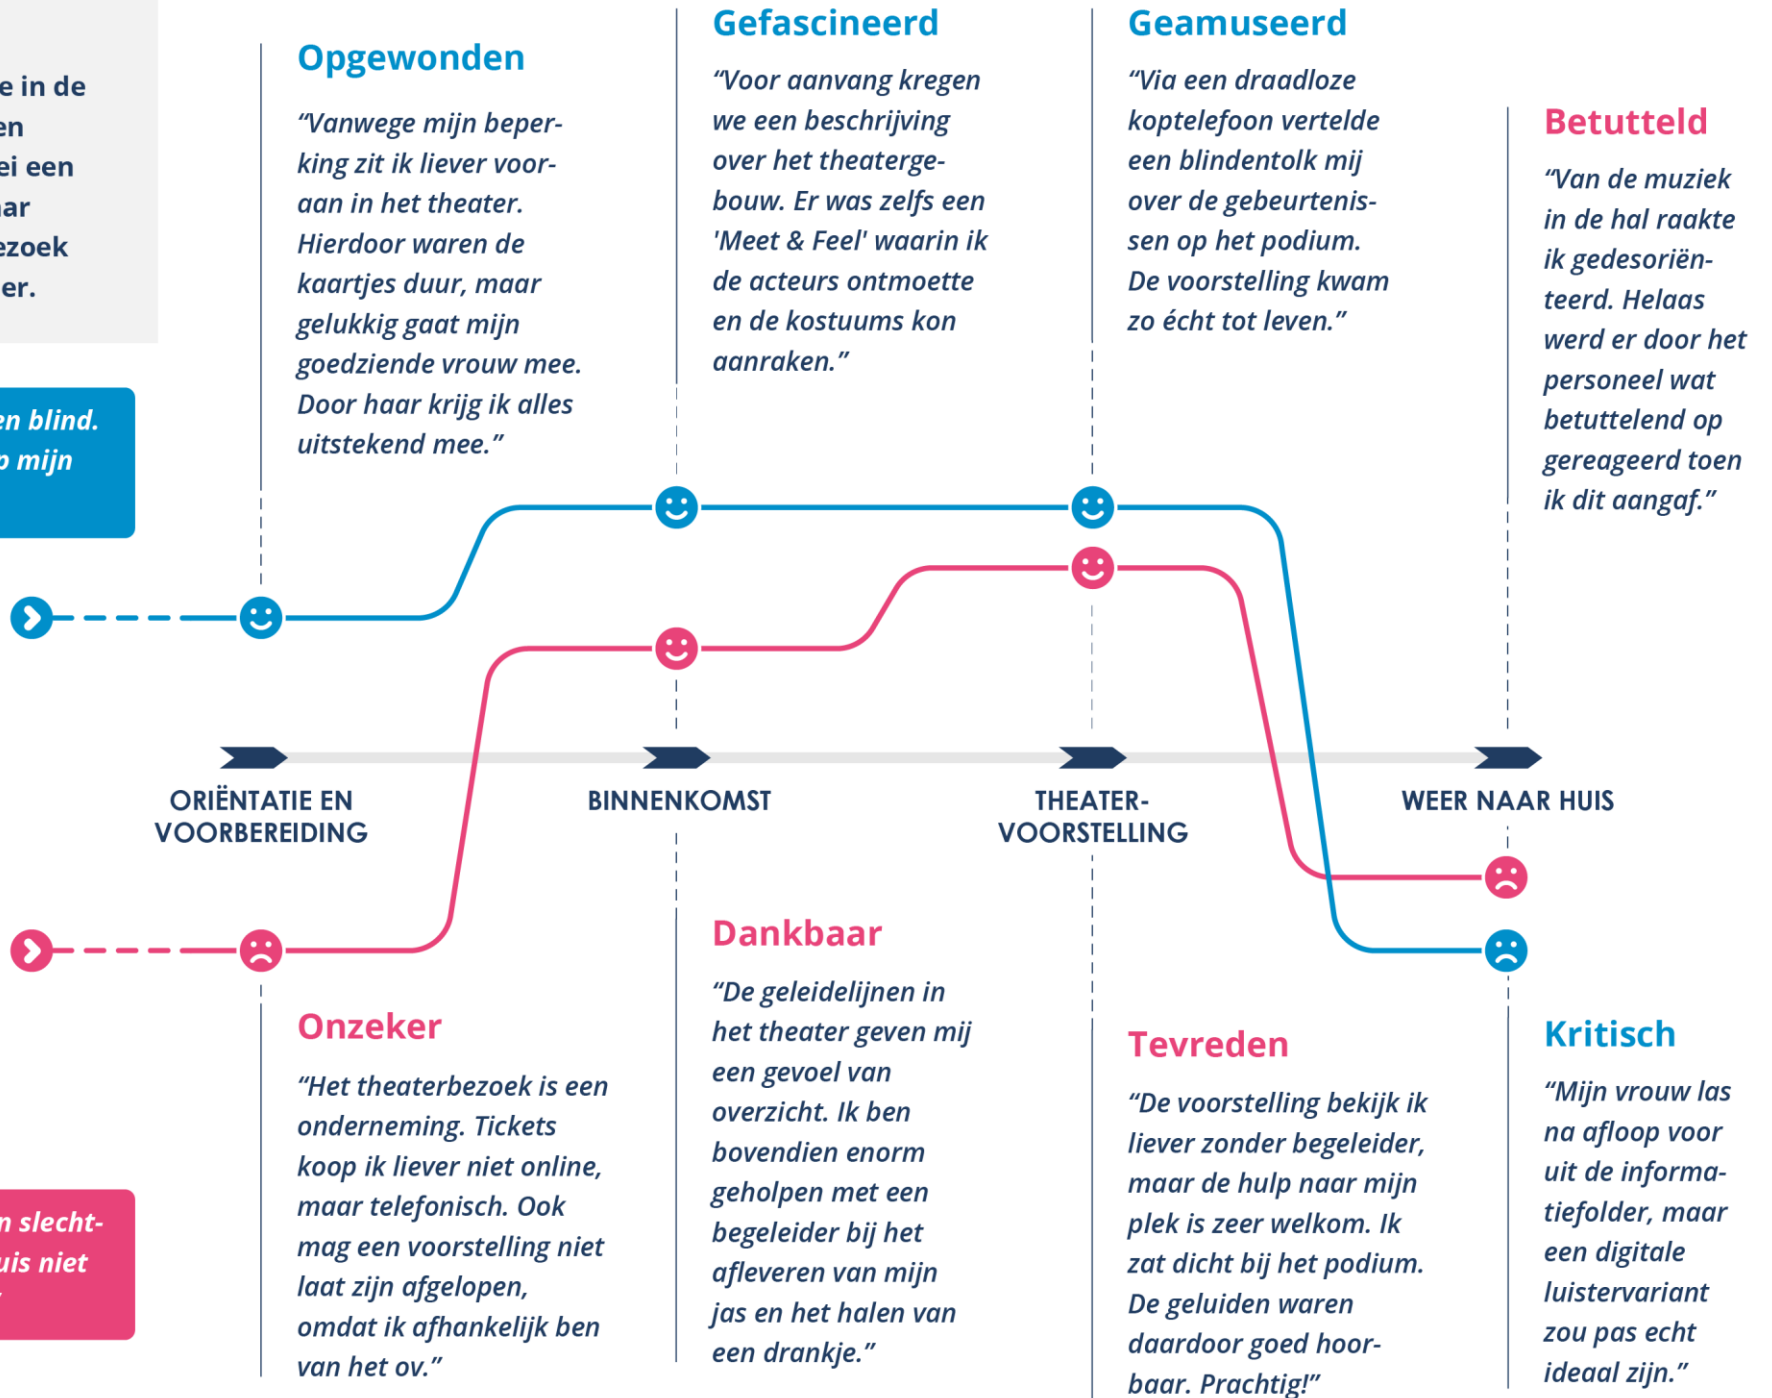 e in de
en
ei een
ar
ezoek
er.
en blind.
p mijn
Opgewonden
“Vanwege mijn beper-
king zit ik liever voor-
aan in het theater.
Hierdoor waren de
kaartjes duur, maar
gelukkig gaat mijn
goedziende vrouw mee.
Door haar krijg ik alles
uitstekend mee.”
Gefascineerd
“Voor aanvang kregen
we een beschrijving
over het theaterge-
bouw. Er was zelfs een
'Meet & Feel' waarin ik
de acteurs ontmoette
en de kostuums kon
aanraken.”
Geamuseerd
“Via een draadloze
koptelefoon vertelde
een blindentolk mij
over de gebeurtenis-
sen op het podium.
De voorstelling kwam
zo écht tot leven.”
Betutteld
“Van de muziek
in de hal raakte
ik gedesoriën-
teerd. Helaas
werd er door het
personeel wat
betuttelend op
gereageerd toen
ik dit aangaf.”
ORIËNTATIE EN
VOORBEREIDING
BINNENKOMST
THEATER-
VOORSTELLING
WEER NAAR HUIS
n slecht-
uis niet
Onzeker
“Het theaterbezoek is een
onderneming. Tickets
koop ik liever niet online,
maar telefonisch. Ook
mag een voorstelling niet
laat zijn afgelopen,
omdat ik afhankelijk ben
van het ov.”
Dankbaar
“De geleidelijnen in
het theater geven mij
een gevoel van
overzicht. Ik ben
bovendien enorm
geholpen met een
begeleider bij het
afleveren van mijn
jas en het halen van
een drankje.”
Tevreden
“De voorstelling bekijk ik
liever zonder begeleider,
maar de hulp naar mijn
plek is zeer welkom. Ik
zat dicht bij het podium.
De geluiden waren
daardoor goed hoor-
baar. Prachtig!”
Kritisch
“Mijn vrouw las
na afloop voor
uit de informa-
tiefolder, maar
een digitale
luistervariant
zou pas echt
ideaal zijn.”